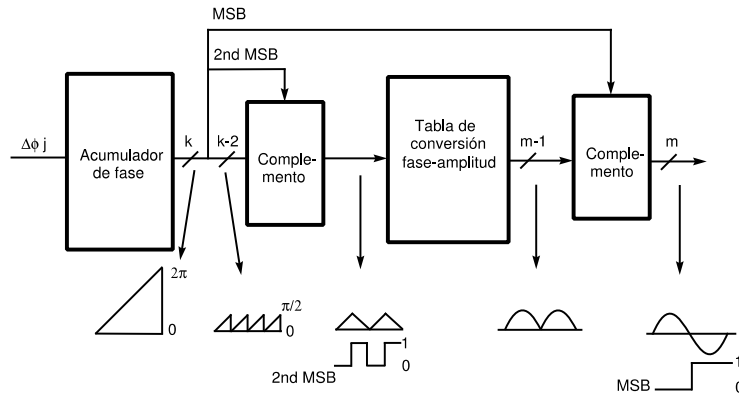 MSB
2nd MSB
Δϕ j
Acumulador
de fase
k
k-2
Comple-
mento
Tabla de
conversión
fase-amplitud
m-1
Comple-
mento
m
2π
0
π/2
0
1
0
2nd MSB
1
0
MSB